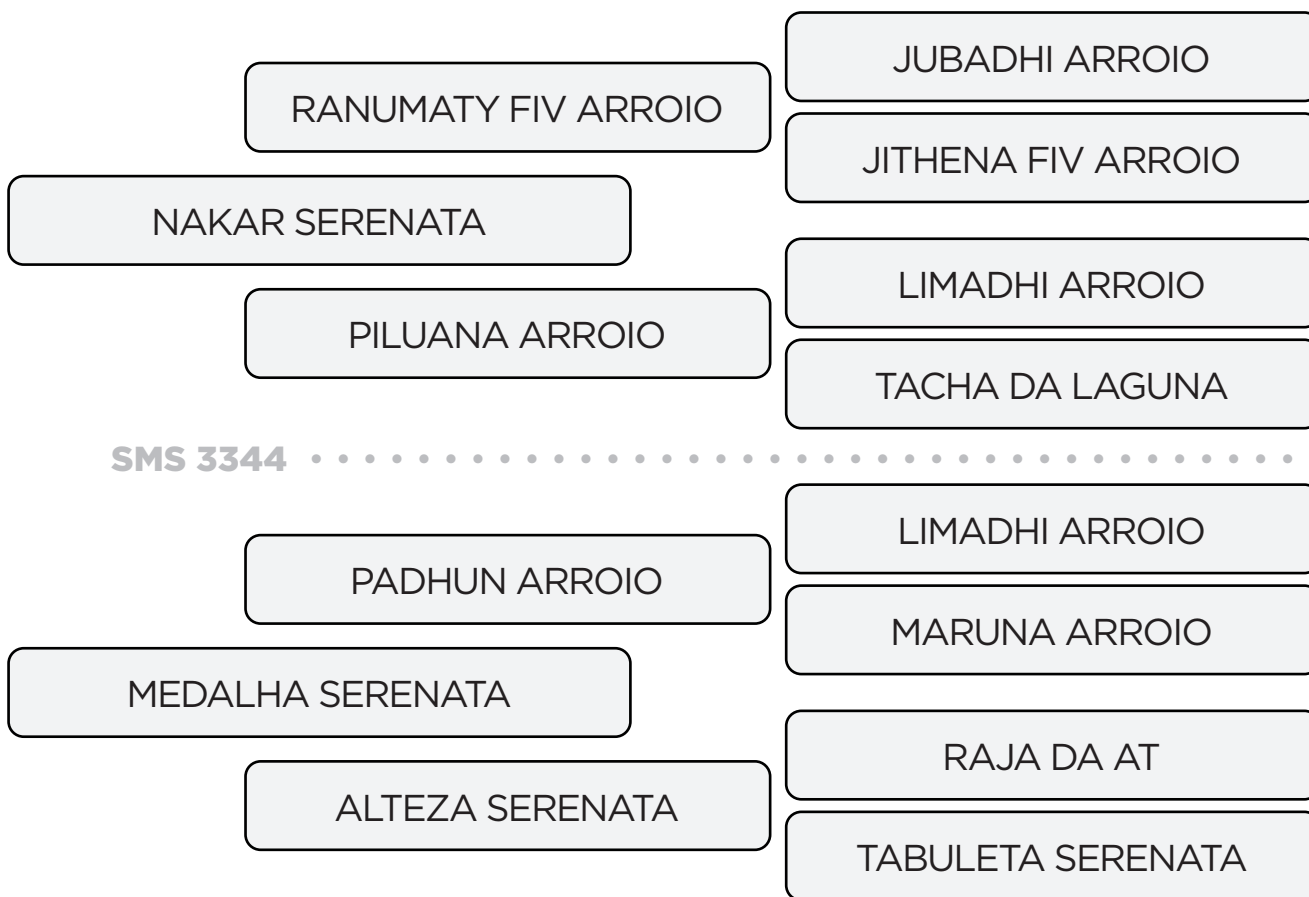 JUBADHI ARROIO
RANUMATY FIV ARROIO
JITHENA FIV ARROIO
NAKAR SERENATA
LIMADHI ARROIO
PILUANA ARROIO
TACHA DA LAGUNA
SMS 3344
LIMADHI ARROIO
PADHUN ARROIO
MARUNA ARROIO
MEDALHA SERENATA
RAJA DA AT
ALTEZA SERENATA
TABULETA SERENATA